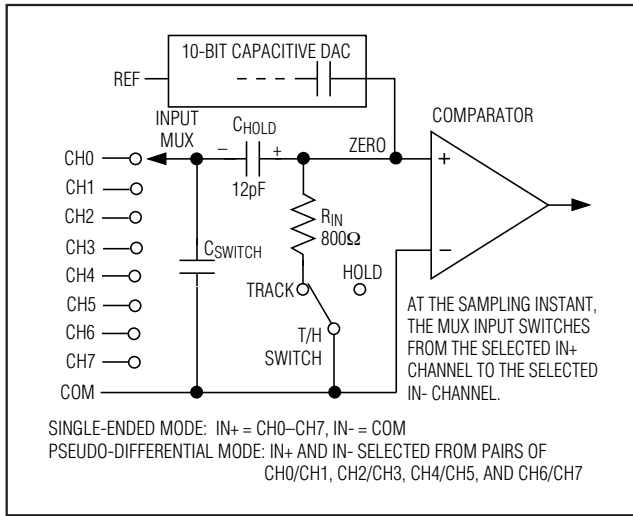 10-BIT CAPACITIVE DAC
REF
COMPARATOR
INPUT
MUX
CHOLD
ZERO
− +
12pF
CH0
CH1
CH2
CH3
CH4
CH5
CH6
CH7
COM
CSWITCH
RIN
800Ω
HOLD
TRACK
T/H
SWITCH
+
−
AT THE SAMPLING INSTANT,
THE MUX INPUT SWITCHES
FROM THE SELECTED IN+
CHANNEL TO THE SELECTED
IN- CHANNEL.
SINGLE-ENDED MODE: IN+ = CH0–CH7, IN- = COM
PSEUDO-DIFFERENTIAL MODE: IN+ AND IN- SELECTED FROM PAIRS OF
CH0/CH1, CH2/CH3, CH4/CH5, AND CH6/CH7